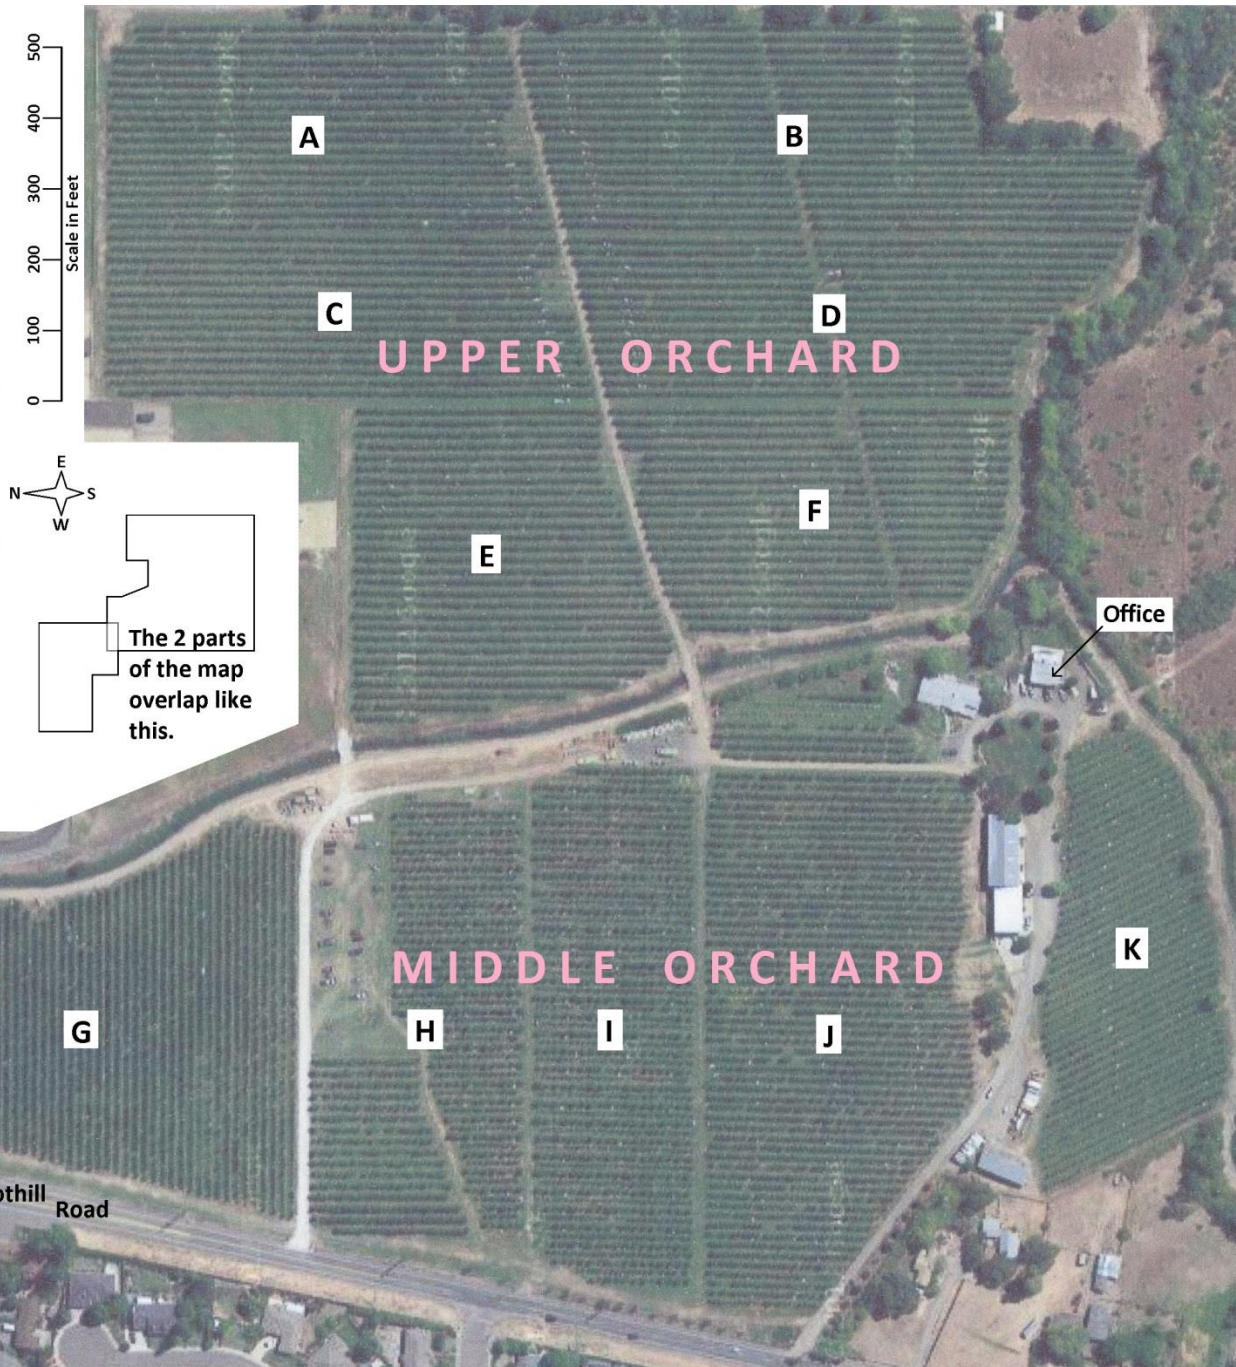 500
400
300
200
100
0
Scale in Feet
A
B
C
D
UPPER ORCHARD
E
W
N
S
The 2 parts
of the map
overlap like
this.
E
F
Office
MIDDLE ORCHARD
G
H
I
J
K
othill Road